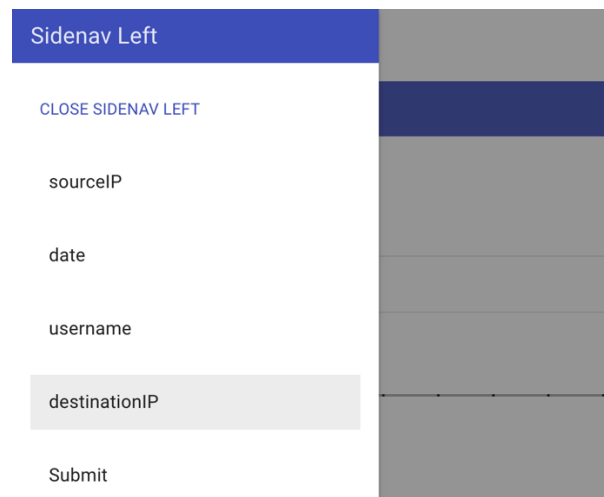 Sidenav Left
CLOSE SIDENAV LEFT
sourceIP
date
username
destinationIP
Submit